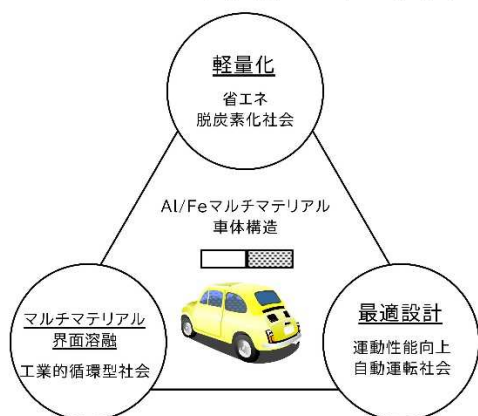 軽量化
省エネ
脱炭素化社会
Al/Feマルチマテリアル
車体構造
マルチマテリアル
界面溶融
工業的循環型社会
最適設計
運動性能向上
自動運転社会